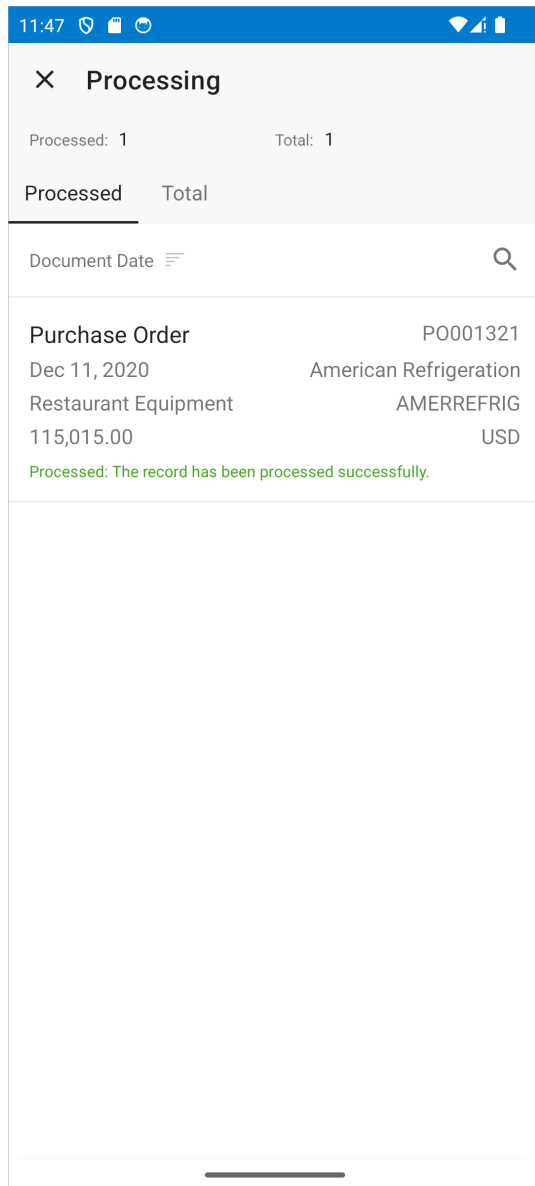 11:47
Processing
Processed: 1 Total: 1
Processed Total
Document Date
Purchase Order PO001321
Dec 11, 2020 American Refrigeration
Restaurant Equipment AMERREFRIG
115,015.00 USD
Processed: The record has been processed successfully.